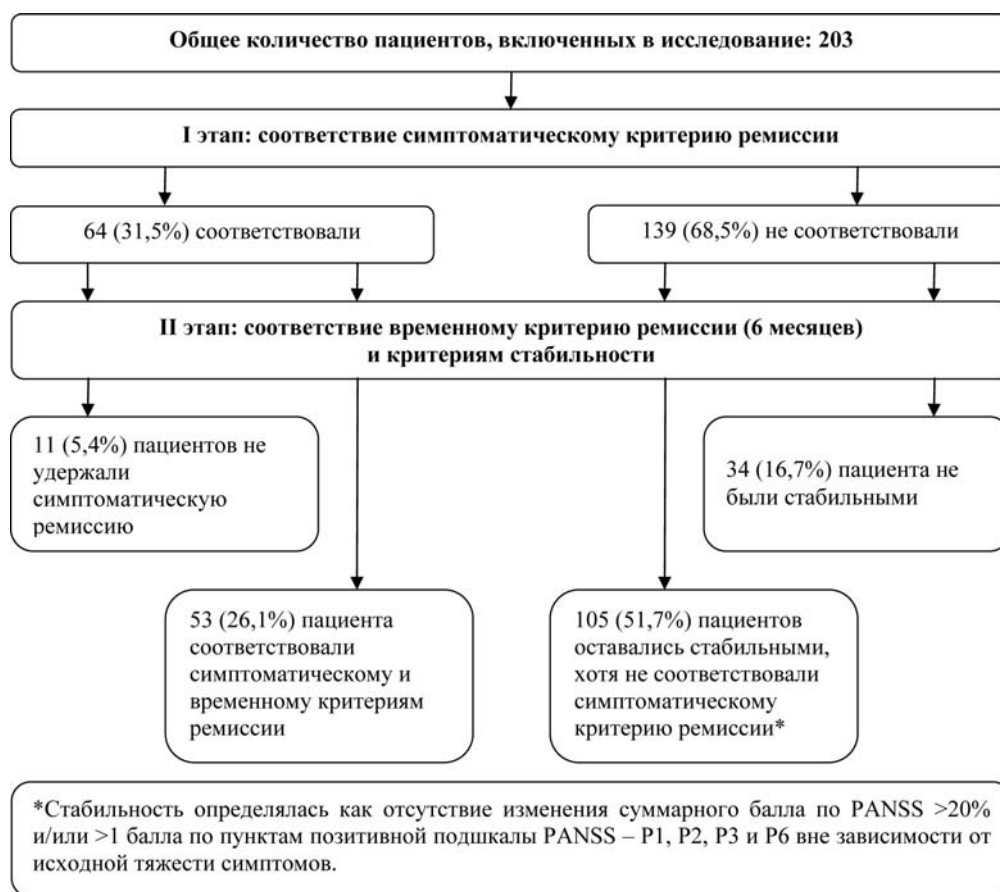 Общее количество пациентов, включенных в исследование: 203
I этап: соответствие симптоматическому критерию ремиссии
64 (31,5%) соответствовали
139 (68,5%) не соответствовали
II этап: соответствие временному критерию ремиссии (6 месяцев)
и критериям стабильности
11 (5,4%) пациентов не
удержали
симптоматическую
ремиссию
34 (16,7%) пациента не
были стабильными
53 (26,1%) пациента
соответствовали
симптоматическому и
временному критериям
ремиссии
105 (51,7%) пациентов
оставались стабильными,
хотя не соответствовали
симптоматическому
критерию ремиссии*
*Стабильность определялась как отсутствие изменения суммарного балла по PANSS >20%
и/или >1 балла по пунктам позитивной подшкалы PANSS – P1, P2, P3 и P6 вне зависимости от
исходной тяжести симптомов.